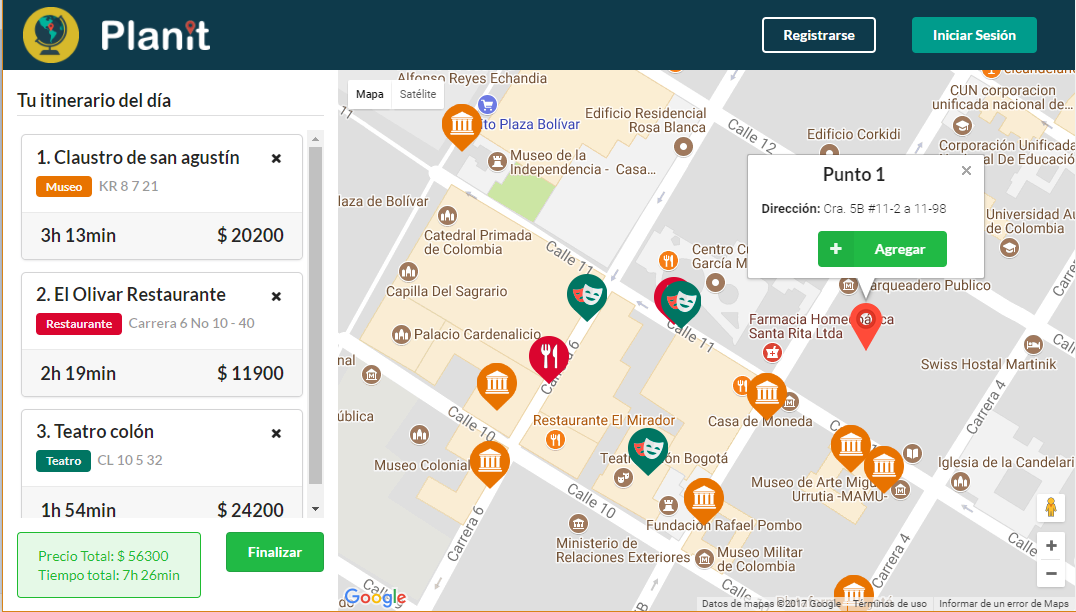 Planit
Registrarse
Iniciar Sesión
Tu itinerario del día
1. Claustro de san agustín ×
Museo KR 8 7 21
3h 13min $ 20200
2. El Olivar Restaurante ×
Restaurante Carrera 6 No 10 - 40
2h 19min $ 11900
3. Teatro colón ×
Teatro CL 10 5 32
1h 54min $ 24200
Precio Total: $ 56300
Tiempo total: 7h 26min
Finalizar
Mapa Satélite
Alfonso Reyes Echandia
Plaza Bolívar
Edificio Residencial
Rosa Blanca
Calle 12
Edificio Corkidi
CUN corporacion
unificada nacional de...
Corporación Unificada
de Educació
Museo de la
Independencia - Casa...
laza de Bolívar
Catedral Primada
de Colombia
Calle 11
Capilla Del Sagrario
Palacio Cardenalicio
Centro C
García M
Punto 1 ×
Dirección: Cra. 5B #11-2 a 11-98
+ Agregar
Universidad
de Colombia
arqueadero Publico
Farmacia Homeopática
Santa Rita Ltda
Calle 11
Swiss Hostal Martinik
Carrera 4
Restaurante El Mirador
Casa de Moneda
Calle 10
Museo Colonial
ública
Bogotá
Museo de Arte
Urrutia -MAMU-
Iglesia de la Candelari
Calle 10
Carrera 6
Fundación Rafael Pombo
Ministerio de
Relaciones Exteriores
Museo Militar
de Colombia
Carrera 4
Calle
+
−
Google
Datos de mapas ©2017 Google Términos de uso Informar de un error de Maps